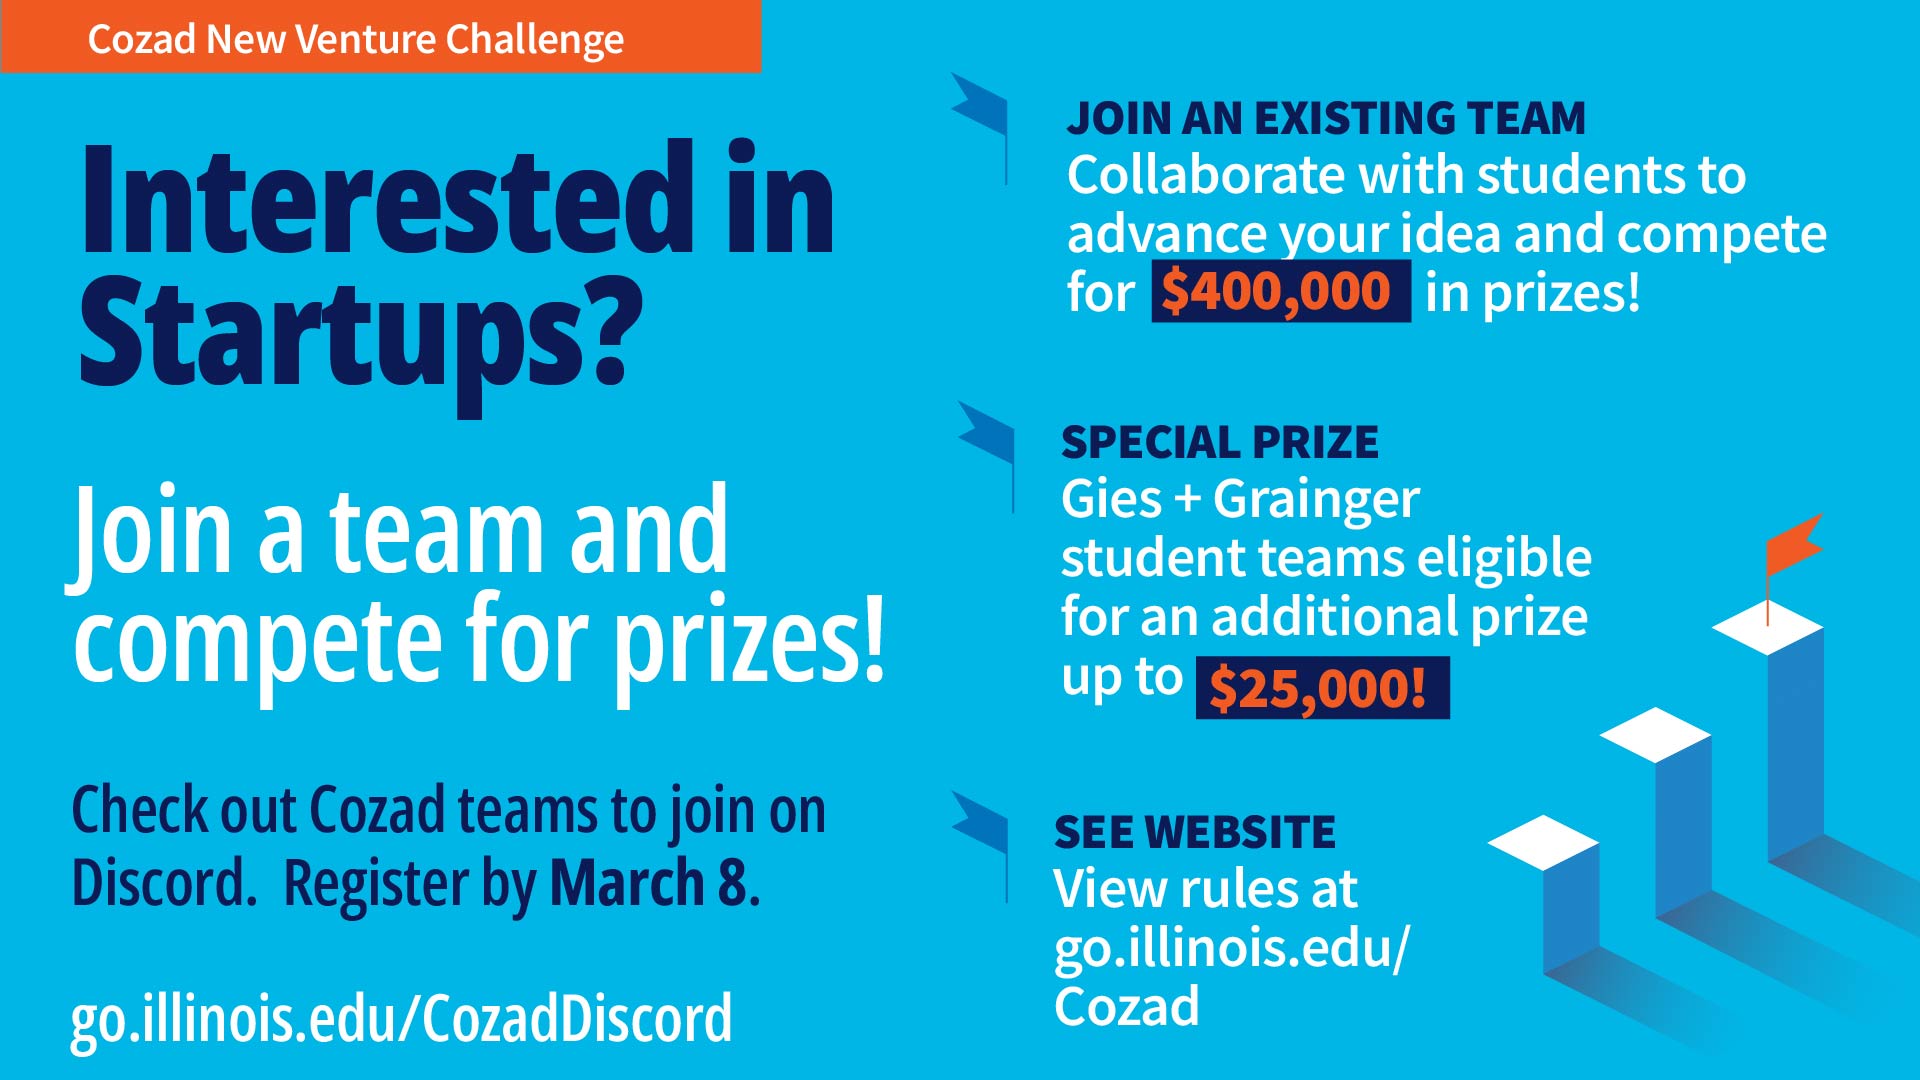 Cozad New Venture Challenge
Interested in
Startups?
Join a team and
compete for prizes!
Check out Cozad teams to join on
Discord.  Register by March 8.
go.illinois.edu/CozadDiscord
JOIN AN EXISTING TEAM
Collaborate with students to
advance your idea and compete
for $400,000 in prizes!
SPECIAL PRIZE
Gies + Grainger
student teams eligible
for an additional prize
up to $25,000!
SEE WEBSITE
View rules at
go.illinois.edu/
Cozad